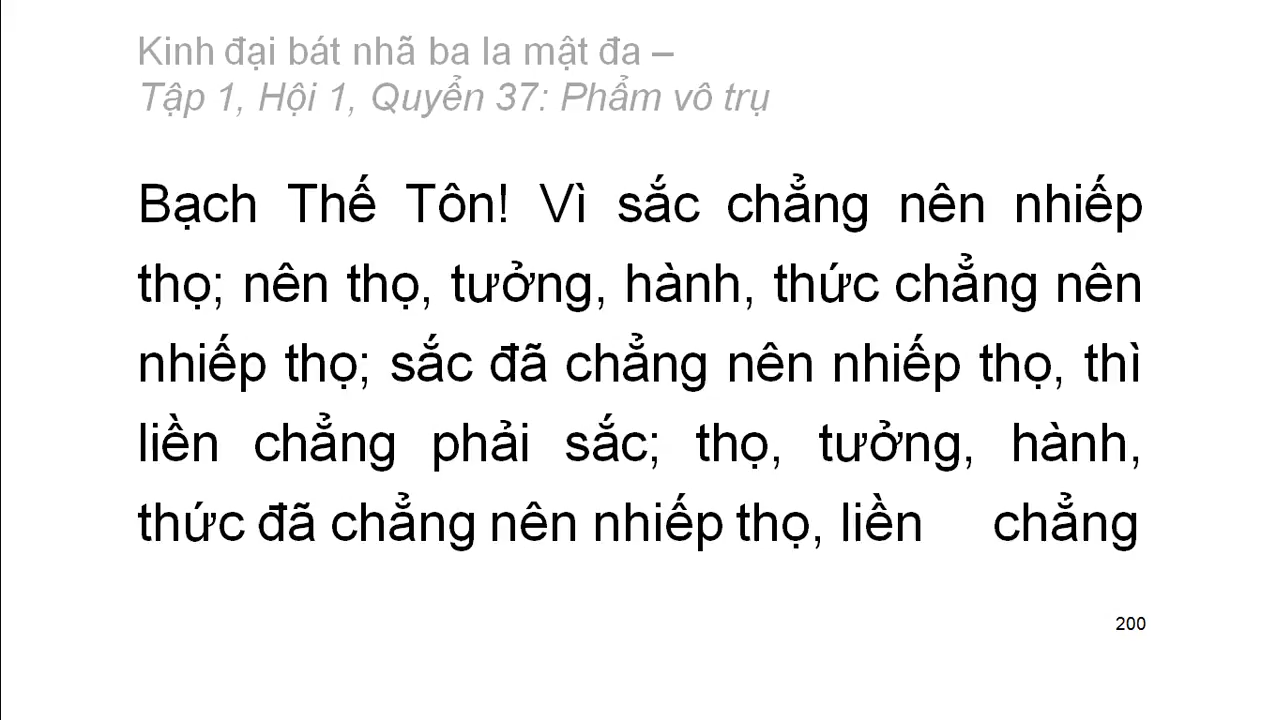 Kinh đại bát nhã ba la mật đa –
Tập 1, Hội 1, Quyển 37: Phẩm vô trụ
Bạch Thế Tôn! Vì sắc chẳng nên nhiếp
thọ; nên thọ, tưởng, hành, thức chẳng nên
nhiếp thọ; sắc đã chẳng nên nhiếp thọ, thì
liền chẳng phải sắc; thọ, tưởng, hành,
thức đã chẳng nên nhiếp thọ, liền chẳng
200